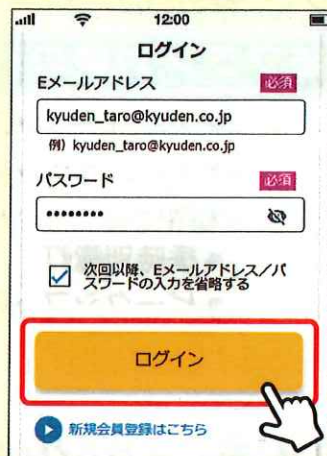 12:00
ログイン
Eメールアドレス 必須
kyuden_taro@kyuden.co.jp
例) kyuden_taro@kyuden.co.jp
パスワード 必須
••••••••
次回以降、Eメールアドレス/パ
スワードの入力を省略する
ログイン
新規会員登録はこちら